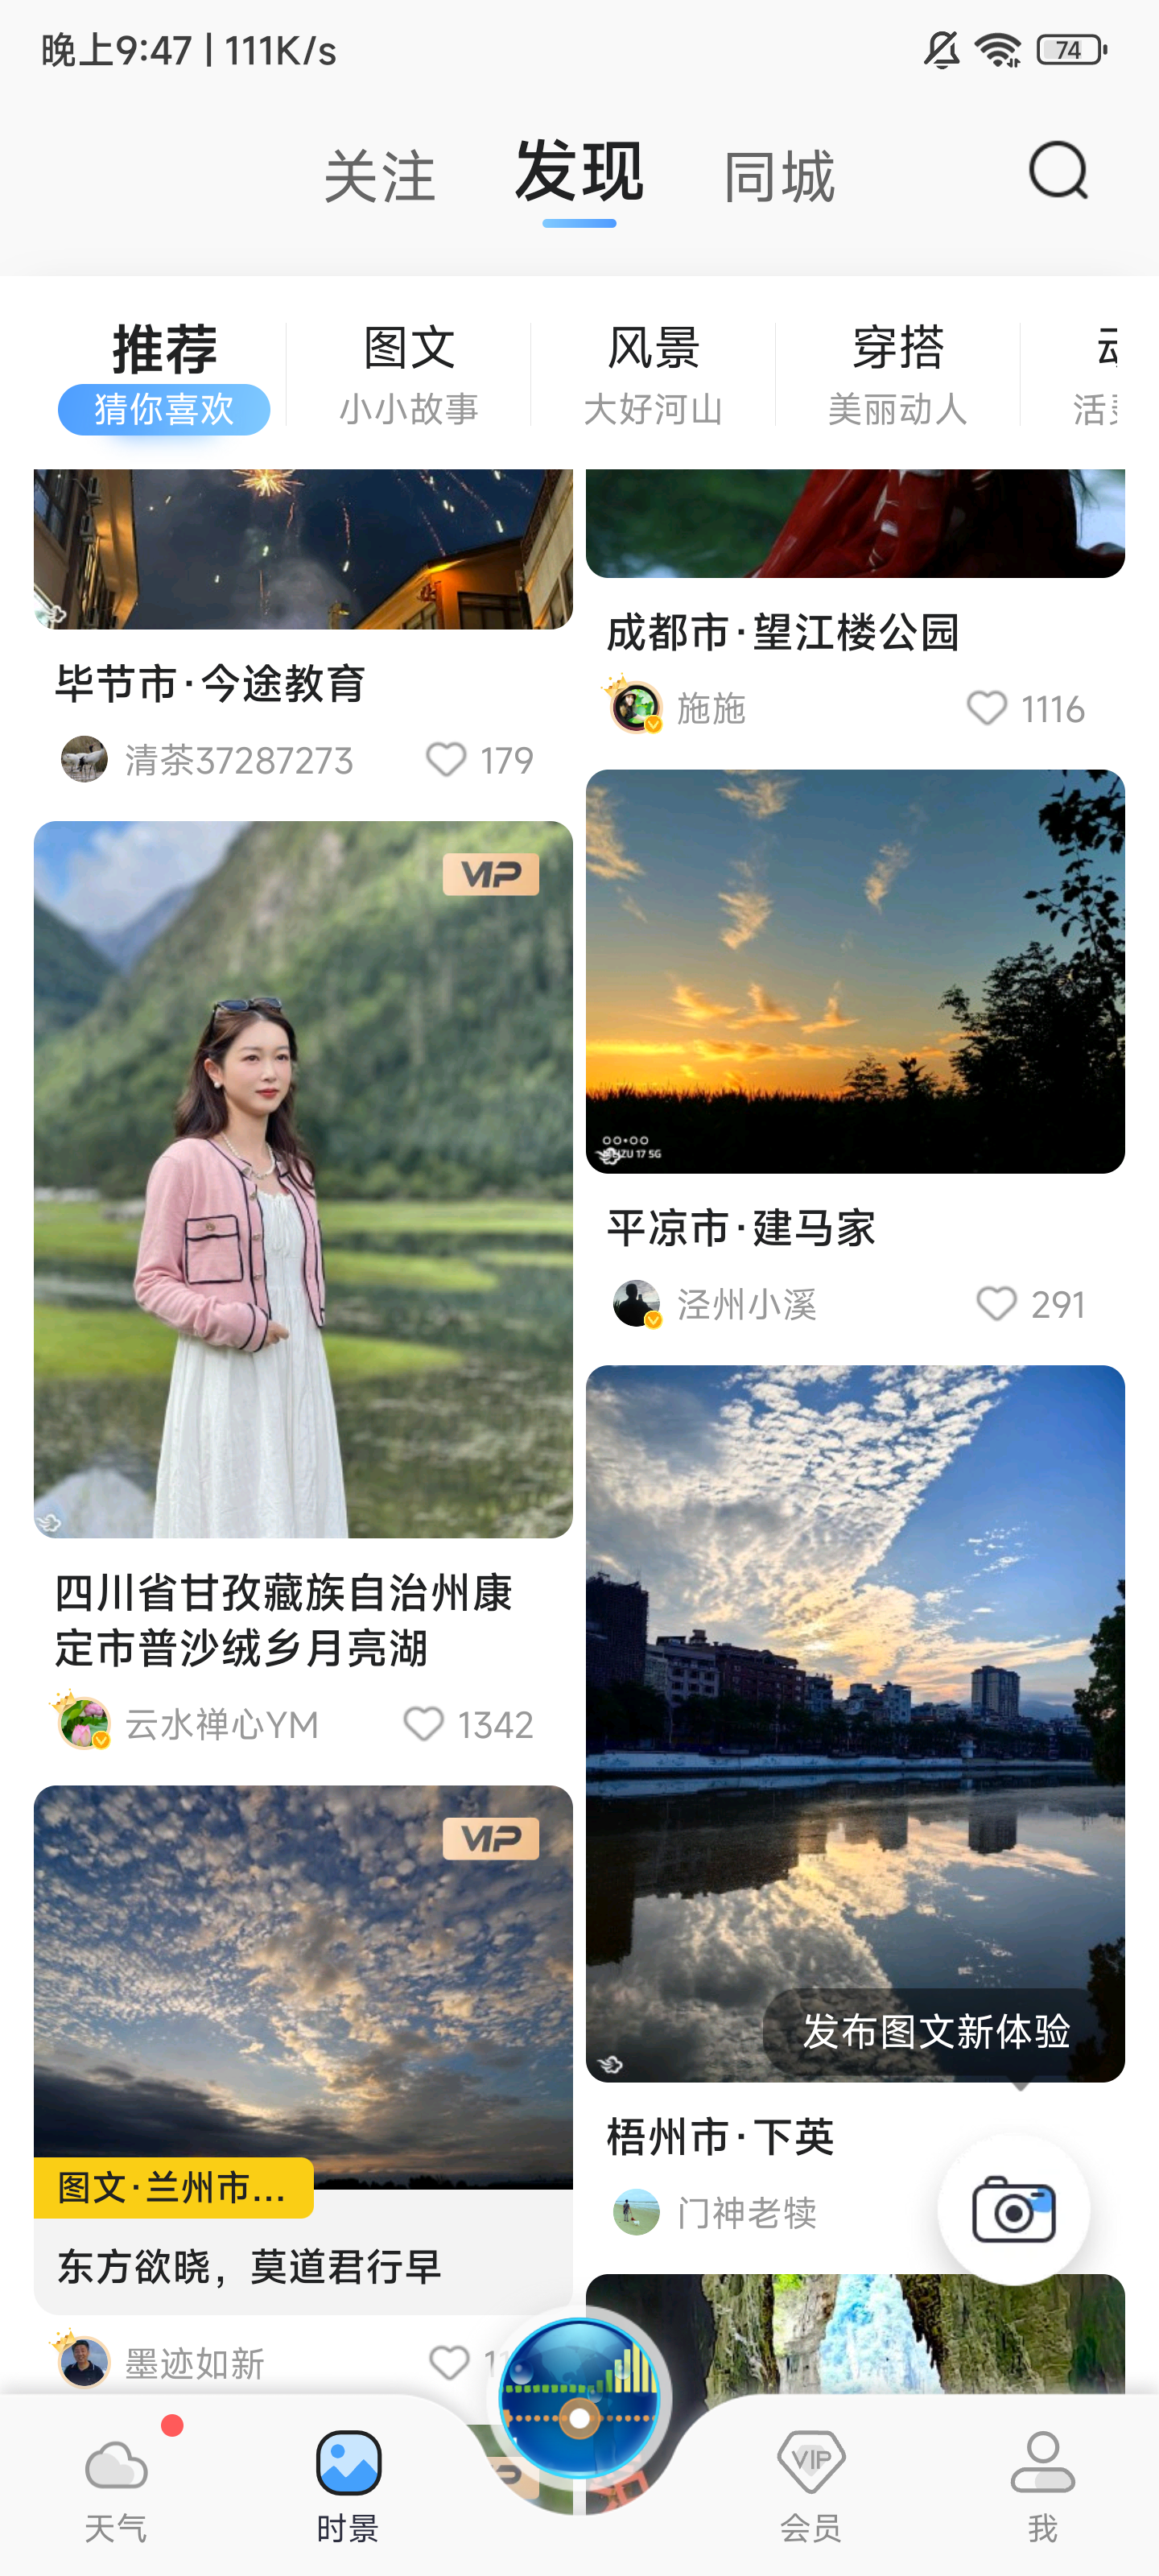 晚上9:47 | 111K/s
74
关注
发现
同城
推荐
猜你喜欢
图文
小小故事
风景
大好河山
穿搭
美丽动人
毕节市·今途教育
清茶37287273
179
成都市·望江楼公园
施施
1116
VIP
四川省甘孜藏族自治州康
定市普沙绒乡月亮湖
云水禅心YM
1342
17 5G
平凉市·建马家
泾州小溪
291
VIP
图文·兰州市...
东方欲晓，莫道君行早
墨迹如新
发布图文新体验
梧州市·下英
门神老犊
天气
时景
VIP
会员
我